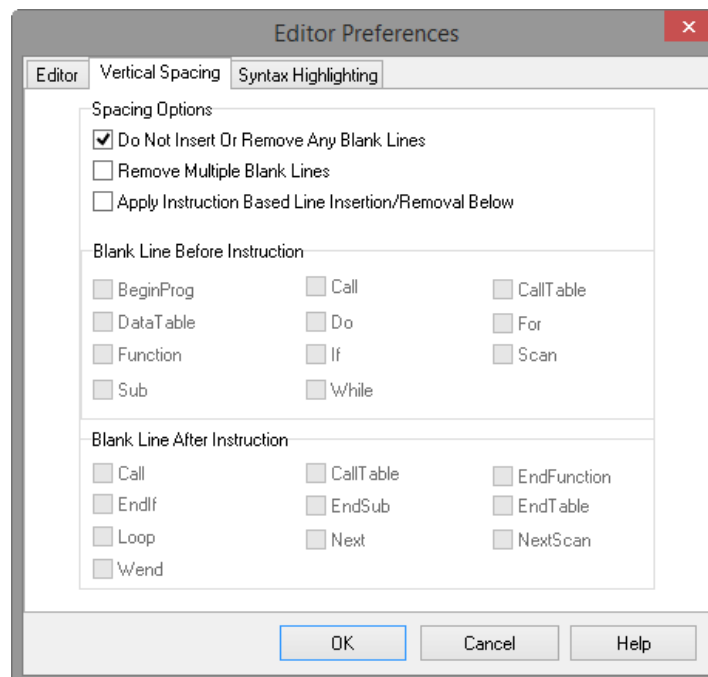 Editor Preferences
Editor Vertical Spacing Syntax Highlighting
Spacing Options
Do Not Insert Or Remove Any Blank Lines
Remove Multiple Blank Lines
Apply Instruction Based Line Insertion/Removal Below
Blank Line Before Instruction
BeginProg Call CallTable
DataTable Do For
Function If Scan
Sub While
Blank Line After Instruction
Call CallTable EndFunction
EndIf EndSub EndTable
Loop Next NextScan
Wend
OK Cancel Help